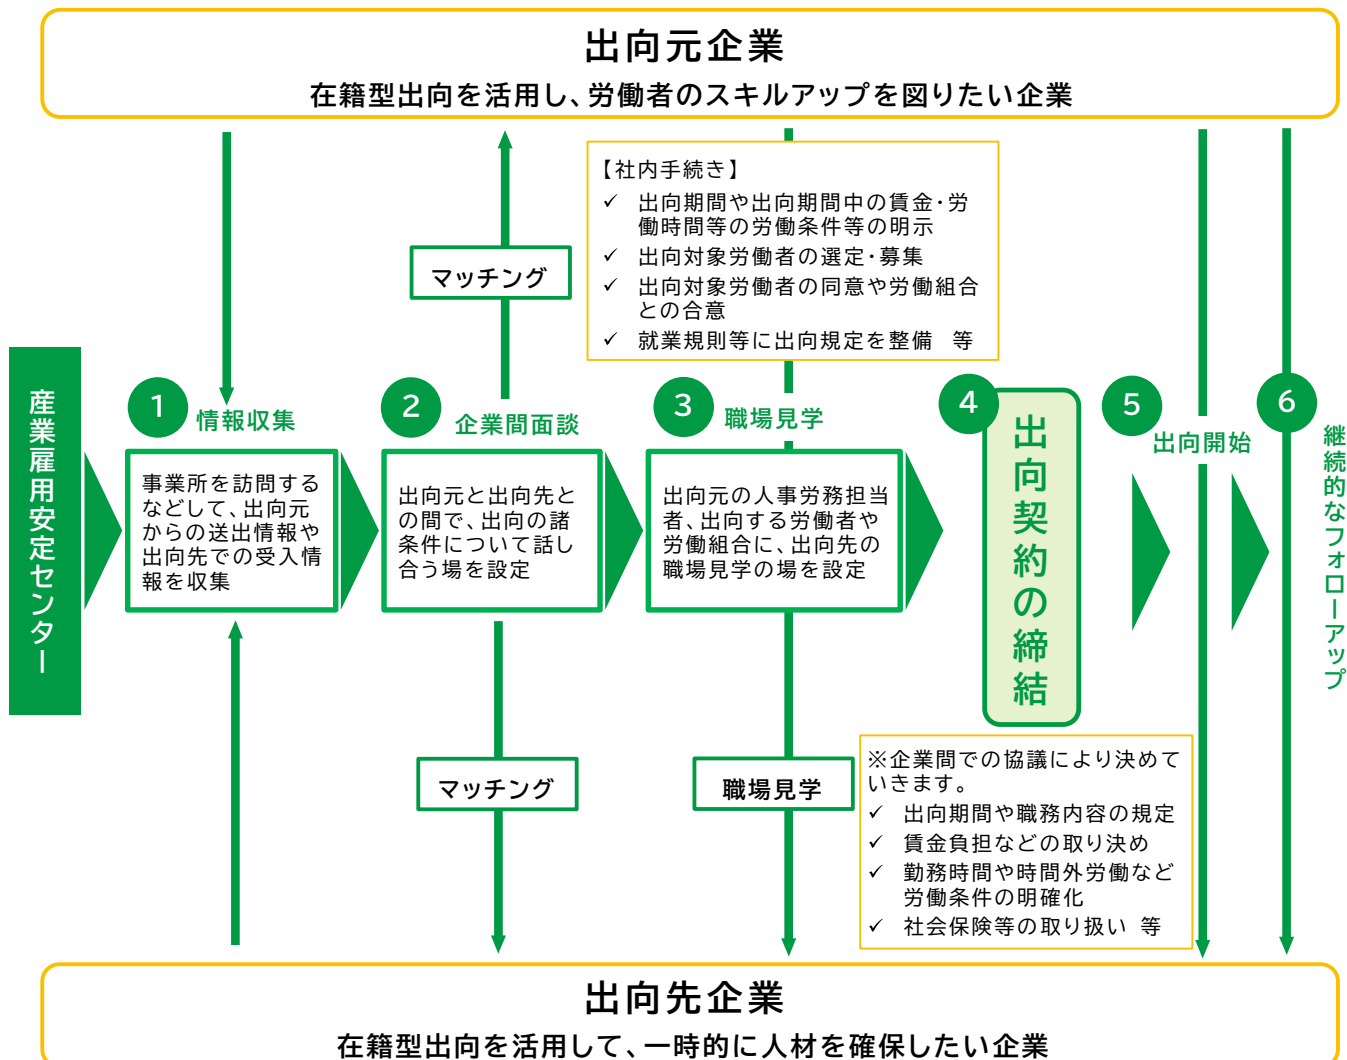 出向元企業
在籍型出向を活用し、労働者のスキルアップを図りたい企業
【社内手続き】
✓ 出向期間や出向期間中の賃金・労
働時間等の労働条件等の明示
✓ 出向対象労働者の選定・募集
✓ 出向対象労働者の同意や労働組合
との合意
✓ 就業規則等に出向規定を整備 等
マッチング
産業雇用安定センター
1 情報収集
事業所を訪問する
などして、出向元
からの送出情報や
出向先での受入情
報を収集
2 企業間面談
出向元と出向先と
の間で、出向の諸
条件について話し
合う場を設定
3 職場見学
出向元の人事労務担当
者、出向する労働者や
労働組合に、出向先の
職場見学の場を設定
4 出向契約の締結
5 出向開始
6 継続的なフォローアップ
マッチング
職場見学
※企業間での協議により決めて
いきます。
✓ 出向期間や職務内容の規定
✓ 賃金負担などの取り決め
✓ 勤務時間や時間外労働など
労働条件の明確化
✓ 社会保険等の取り扱い 等
出向先企業
在籍型出向を活用して、一時的に人材を確保したい企業